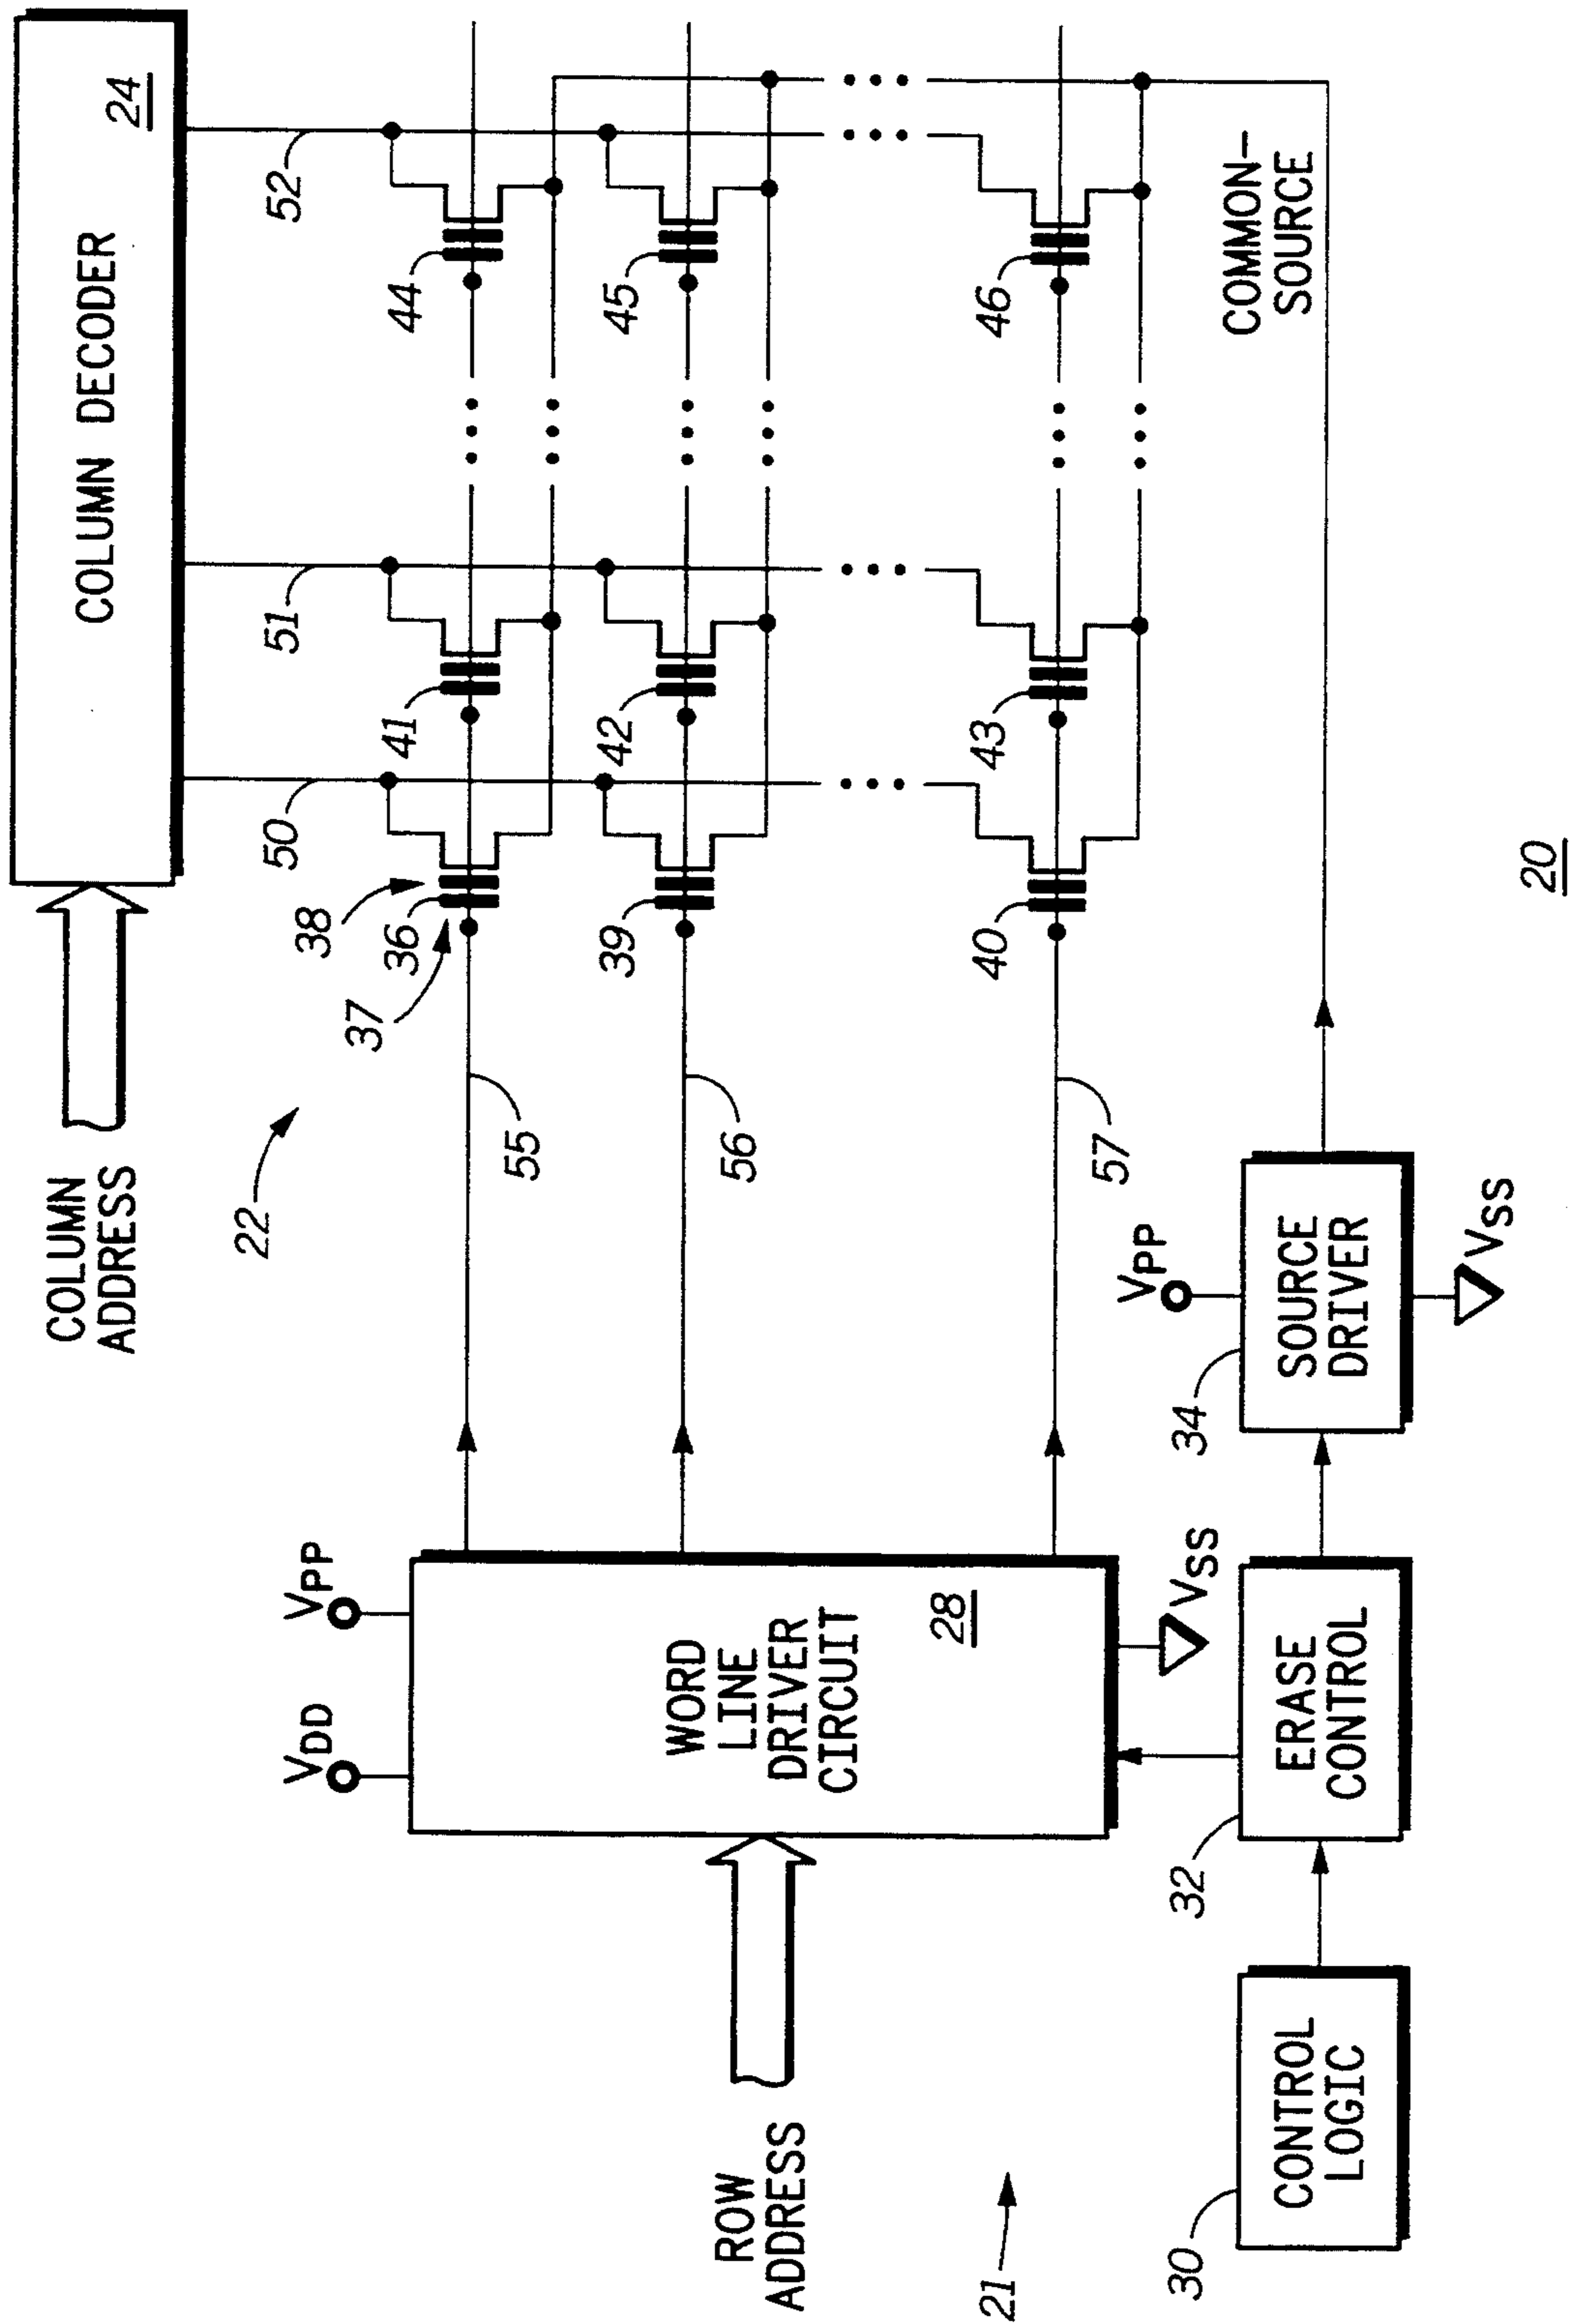 COLUMN
ADDRESS
COLUMN DECODER
24
22
50
51
52
38
36
37
41
44
39
42
45
40
43
46
55
56
57
VDD
VPP
WORD
LINE
DRIVER
CIRCUIT
28
VSS
ROW
ADDRESS
21
30
CONTROL
LOGIC
32
ERASE
CONTROL
34
VPP
SOURCE
DRIVER
VSS
COMMON-
SOURCE
20